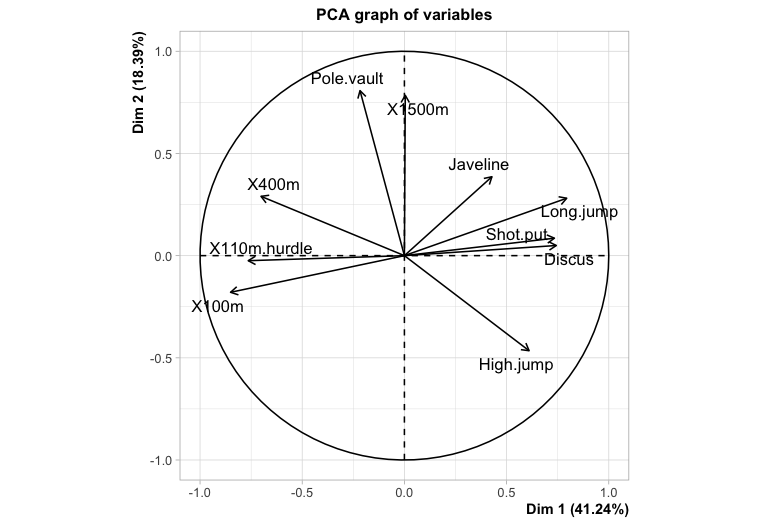 PCA graph of variables
Dim 2 (18.39%)
1.0
0.5
0.0
-0.5
-1.0
Pole.vault
X1500m
Javeline
X400m
Long.jump
Shot.put
X110m.hurdle
Discus
X100m
High.jump
-1.0
-0.5
0.0
0.5
1.0
Dim 1 (41.24%)